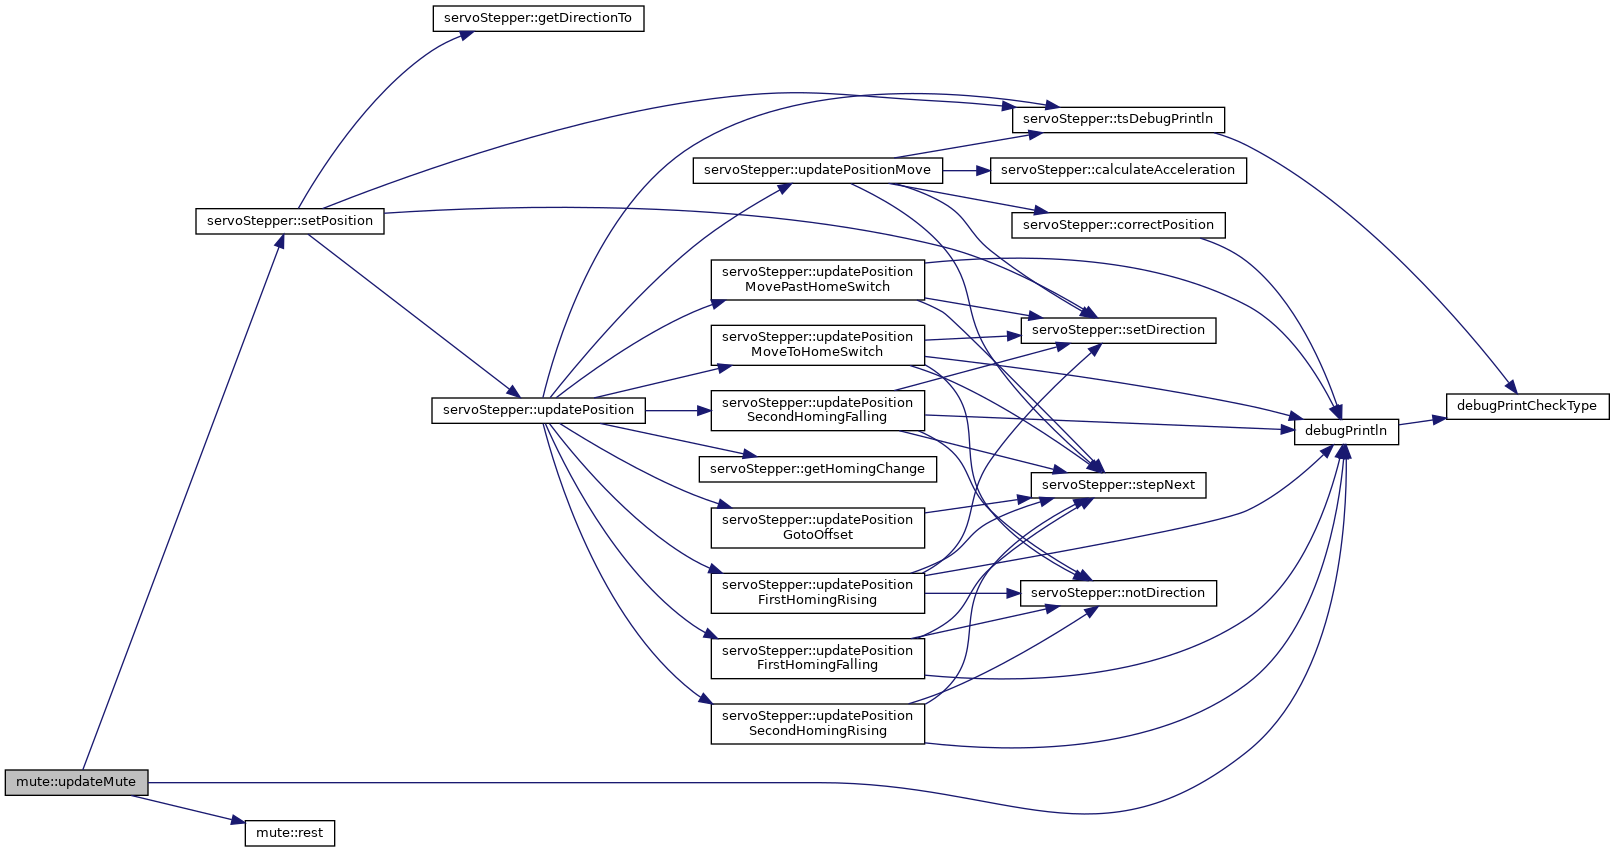 servoStepper::getDirectionTo
servoStepper::tsDebugPrintln
servoStepper::updatePositionMove
servoStepper::calculateAcceleration
servoStepper::setPosition
servoStepper::correctPosition
servoStepper::updatePosition
MovePastHomeSwitch
servoStepper::setDirection
servoStepper::updatePosition
MoveToHomeSwitch
servoStepper::updatePosition
servoStepper::updatePosition
SecondHomingFalling
debugPrintCheckType
debugPrintln
servoStepper::getHomingChange
servoStepper::stepNext
servoStepper::updatePosition
GotoOffset
servoStepper::updatePosition
FirstHomingRising
servoStepper::notDirection
servoStepper::updatePosition
FirstHomingFalling
servoStepper::updatePosition
SecondHomingRising
mute::updateMute
mute::rest